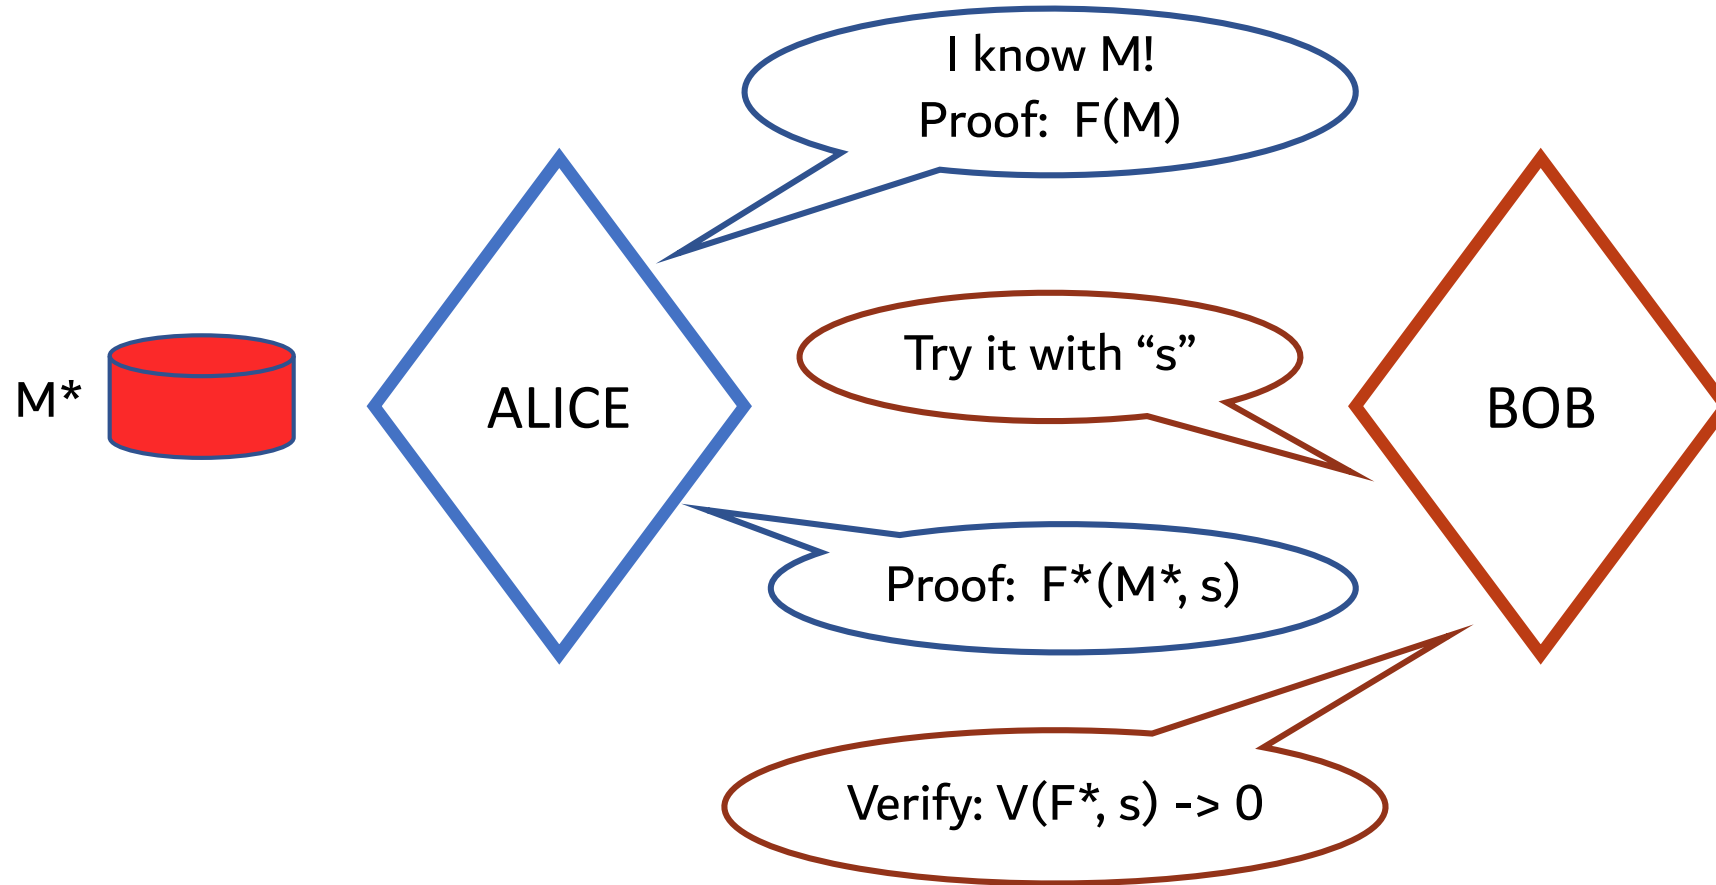 I know M!
Proof:  F(M)
Try it with “s”
M*
ALICE
BOB
Proof:  F*(M*, s)
Verify: V(F*, s) -> 0